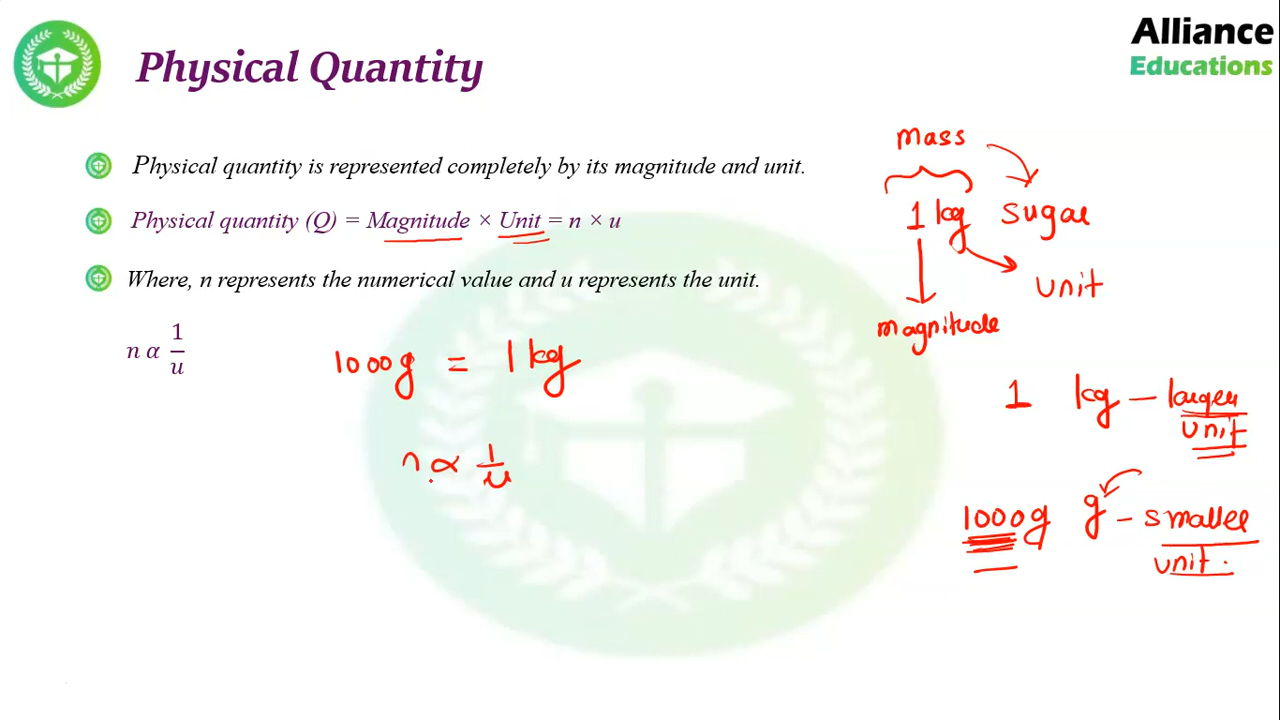 Physical Quantity
Alliance
Educations
Physical quantity is represented completely by its magnitude and unit.
Physical quantity (Q) = Magnitude × Unit = n × u
Where, n represents the numerical value and u represents the unit.
n α 1/u
1000g = 1 kg
n α 1/u
mass
1 kg sugar
unit
magnitude
1 kg – larger
unit
1000g g – smaller
unit.